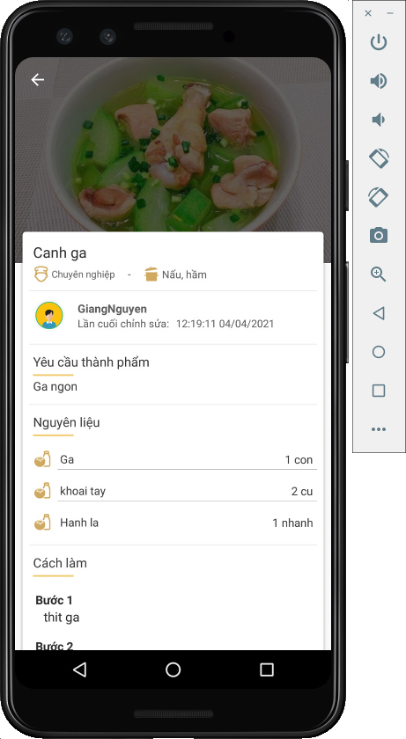 Canh ga
Chuyên nghiệp - Nấu, hầm
GiangNguyen
Lần cuối chỉnh sửa: 12:19:11 04/04/2021
Yêu cầu thành phẩm
Ga ngon
Nguyên liệu
Ga 1 con
khoai tay 2 cu
Hanh la 1 nhanh
Cách làm
Bước 1
thit ga
Bước 2